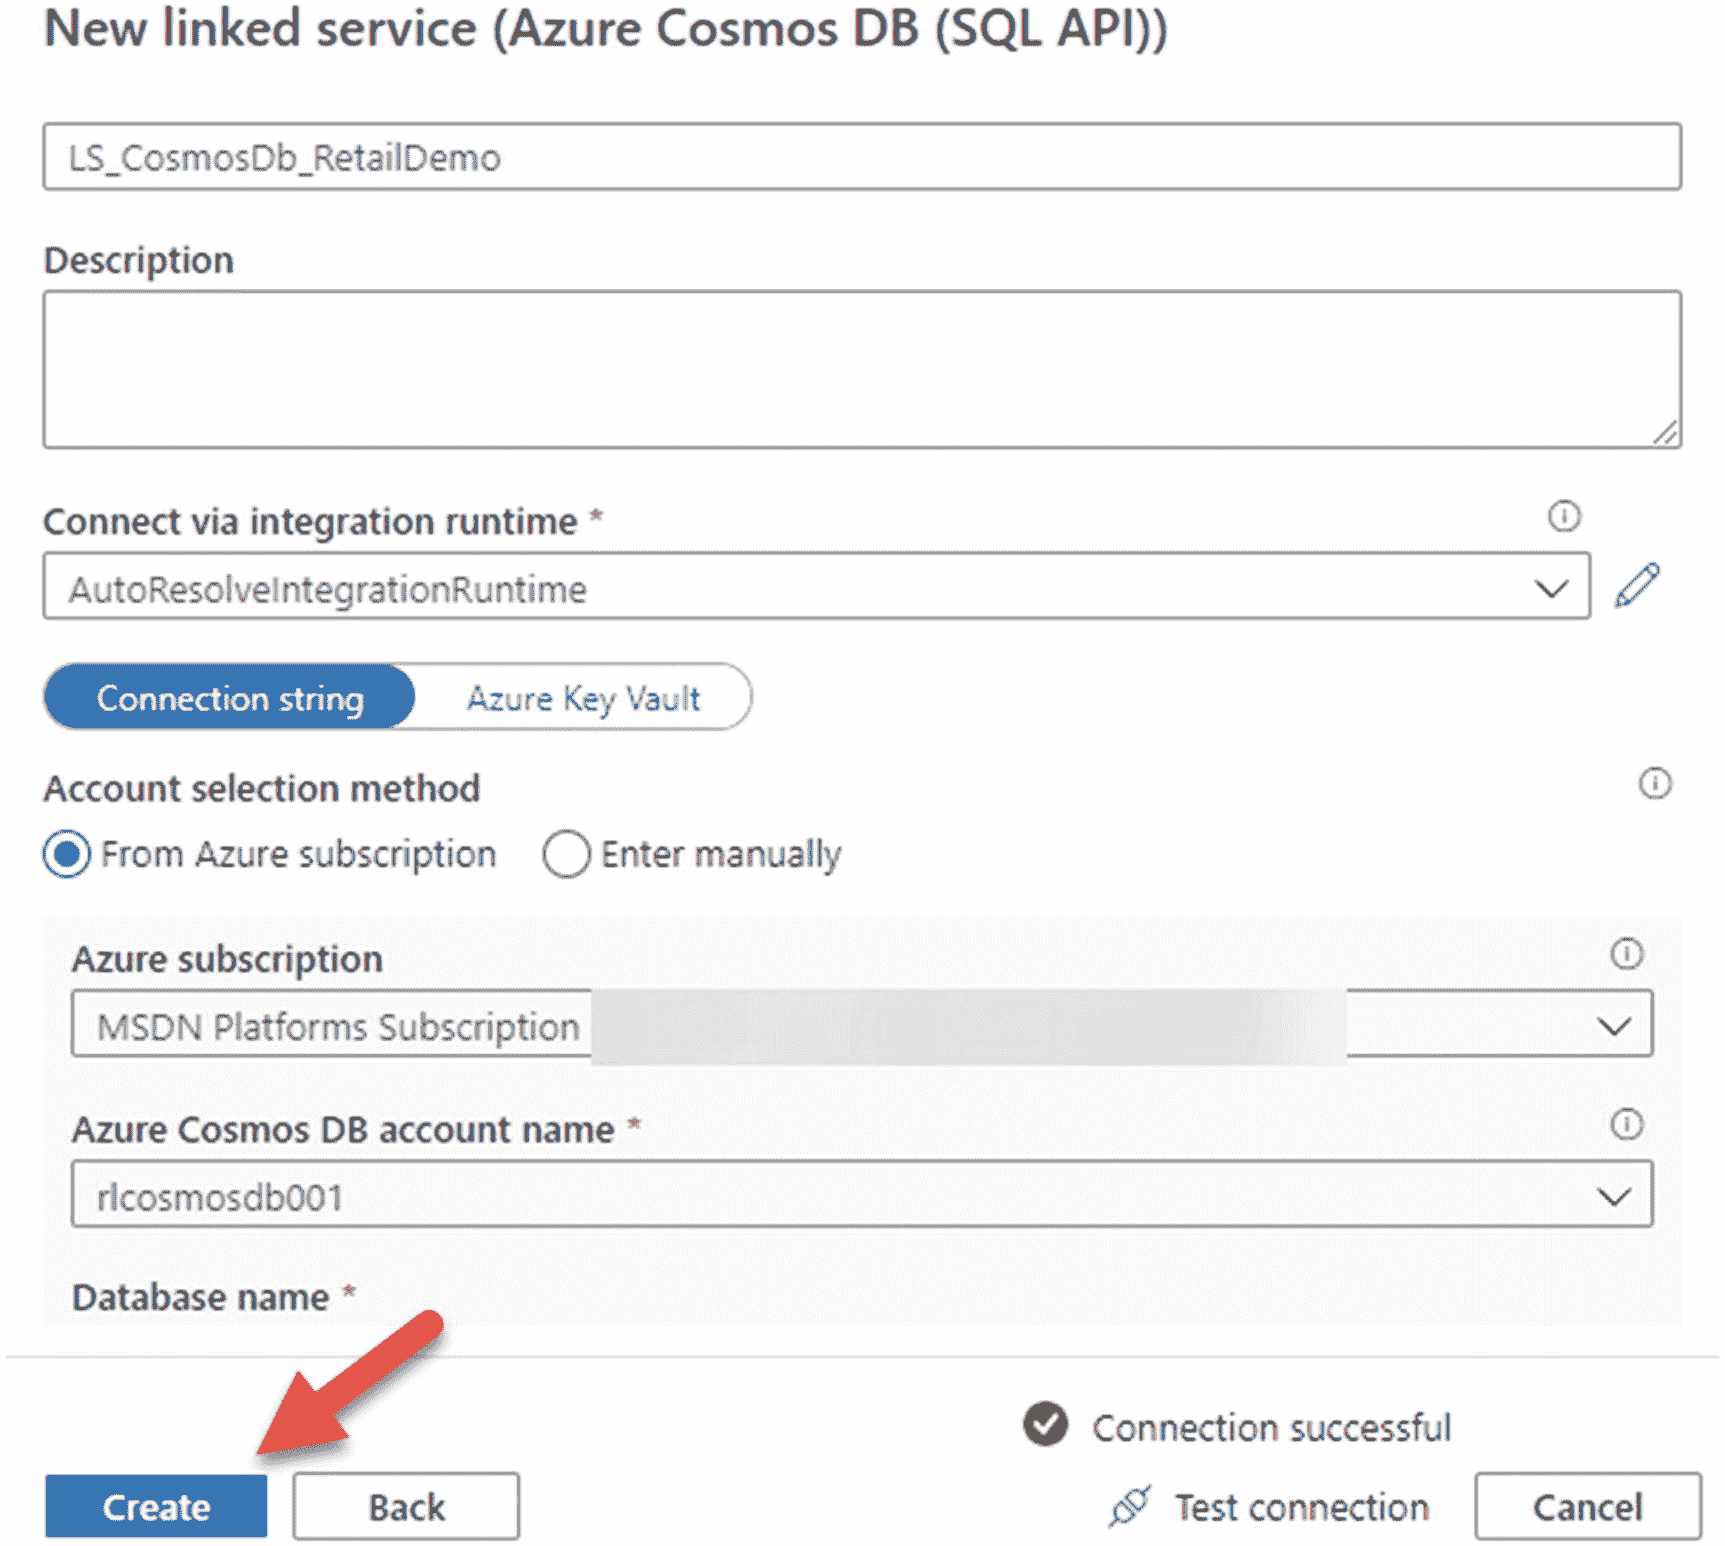 New linked service (Azure Cosmos DB (SQL API))
LS_CosmosDb_RetailDemo
Description
Connect via integration runtime *
AutoResolveIntegrationRuntime
Connection string Azure Key Vault
Account selection method
From Azure subscription Enter manually
Azure subscription
MSDN Platforms Subscription
Azure Cosmos DB account name *
rlcosmosdb001
Database name *
Connection successful
Create Back Test connection Cancel